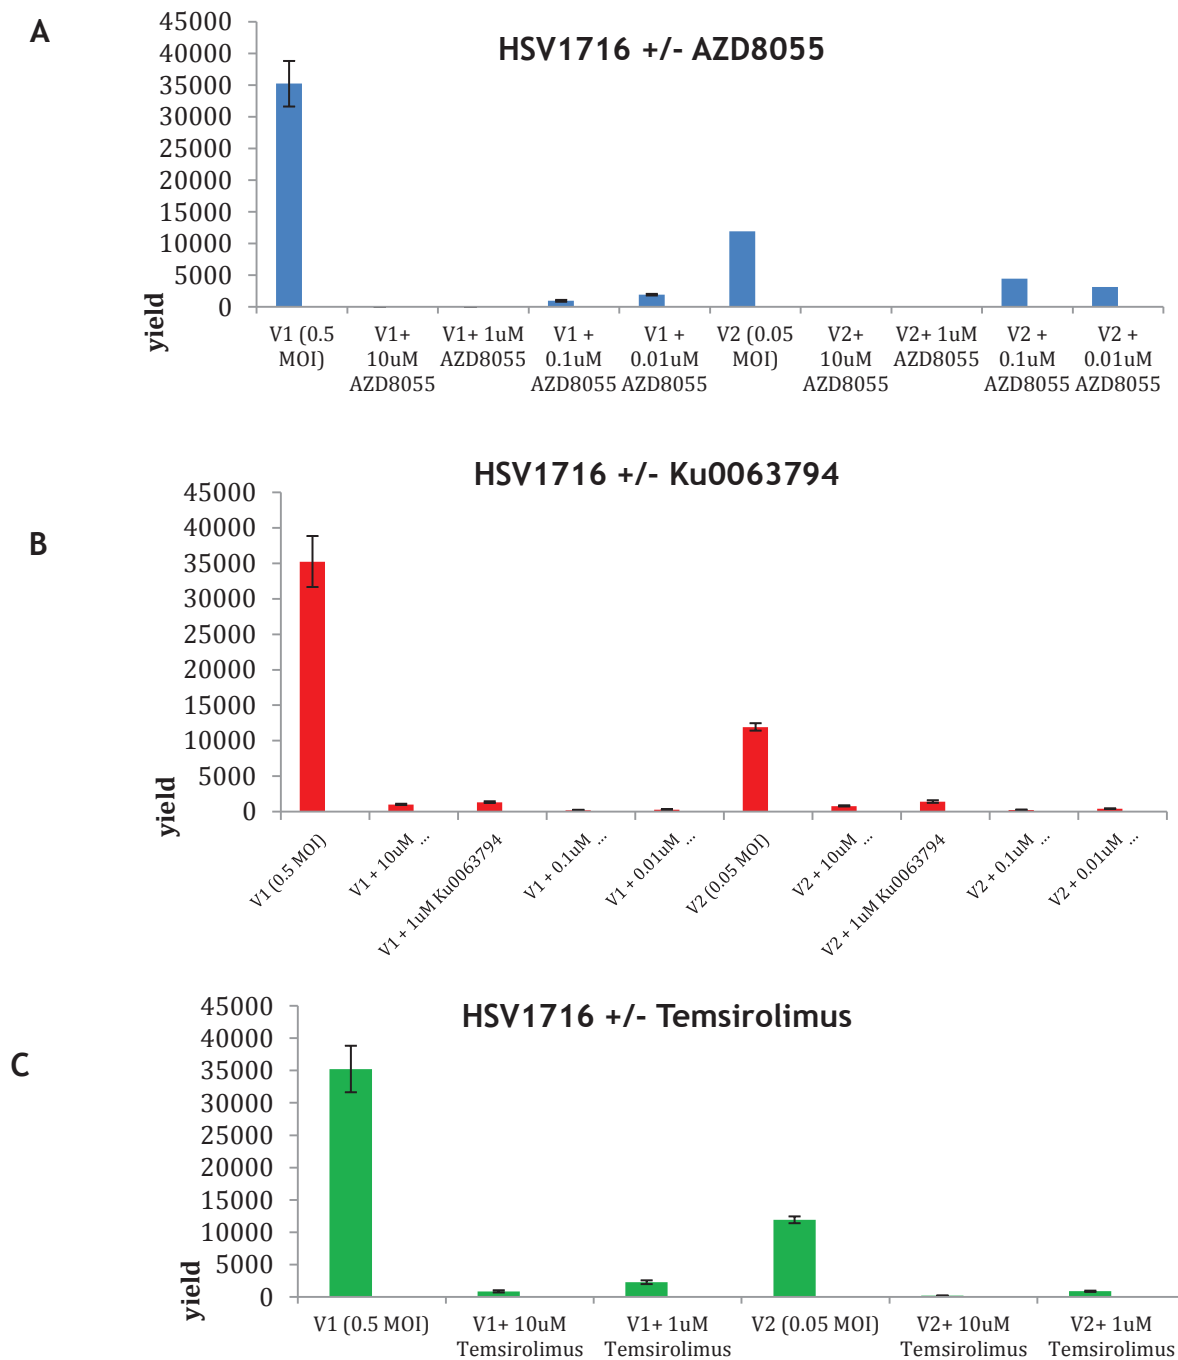 A
HSV1716 +/- AZD8055
45000
40000
35000
30000
25000
20000
15000
10000
5000
0
yield
V1 (0.5
MOI)
V1+
10uM
AZD8055
V1+ 1uM
AZD8055
V1 +
0.1uM
AZD8055
V1 +
0.01uM
AZD8055
V2 (0.05
MOI)
V2+
10uM
AZD8055
V2+ 1uM
AZD8055
V2 +
0.1uM
AZD8055
V2 +
0.01uM
AZD8055
B
HSV1716 +/- Ku0063794
45000
40000
35000
30000
25000
20000
15000
10000
5000
0
yield
V1 (0.5 MOI)
V1 + 10uM ...
V1 + 1uM Ku0063794
V1 + 0.1uM ...
V1 + 0.01uM ...
V2 (0.05 MOI)
V2 + 10uM ...
V2 + 1uM Ku0063794
V2 + 0.1uM ...
V2 + 0.01uM ...
C
HSV1716 +/- Temsirolimus
45000
40000
35000
30000
25000
20000
15000
10000
5000
0
yield
V1 (0.5 MOI)
V1+ 10uM
Temsirolimus
V1+ 1uM
Temsirolimus
V2 (0.05 MOI)
V2+ 10uM
Temsirolimus
V2+ 1uM
Temsirolimus